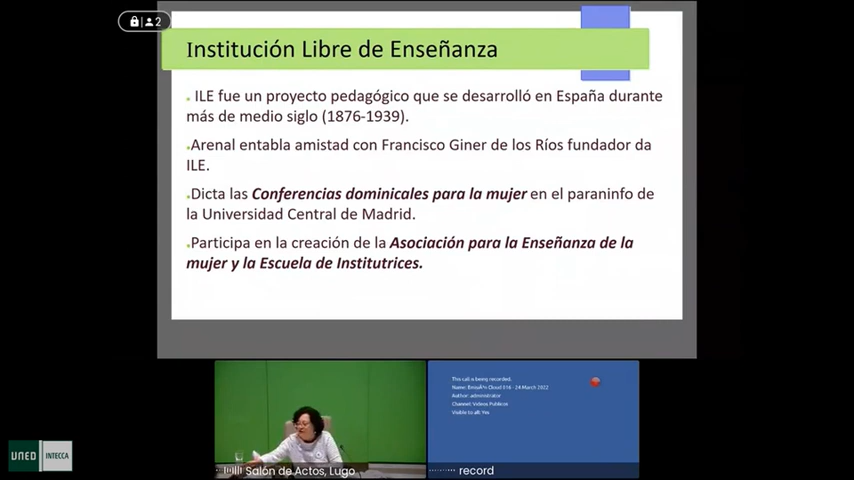 2
Institución Libre de Enseñanza
ILE fue un proyecto pedagógico que se desarrolló en España durante
más de medio siglo (1876-1939).
Arenal entabla amistad con Francisco Giner de los Ríos fundador da
ILE.
Dicta las Conferencias dominicales para la mujer en el paraninfo de
la Universidad Central de Madrid.
Participa en la creación de la Asociación para la Enseñanza de la
mujer y la Escuela de Institutrices.
This call is being recorded.
Author: administrator
Channel: Videos Publicos
Visible to all: Yes
Salón de Actos, Lugo
record
UNED INTECCA